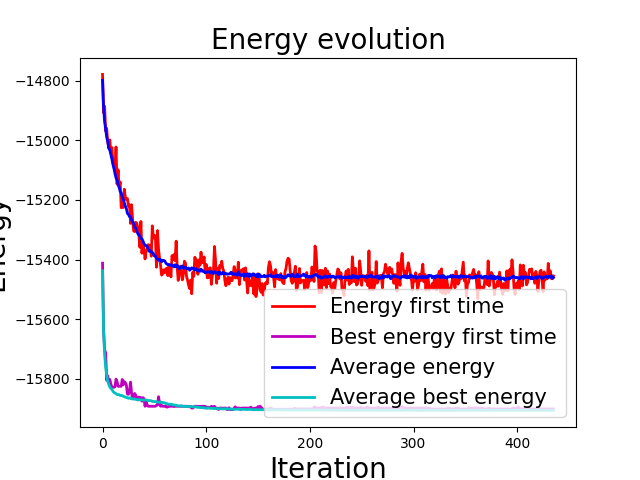 Energy evolution
Energy
−14800
−15000
−15200
−15400
−15600
−15800
0
100
200
300
400
Iteration
Energy first time
Best energy first time
Average energy
Average best energy